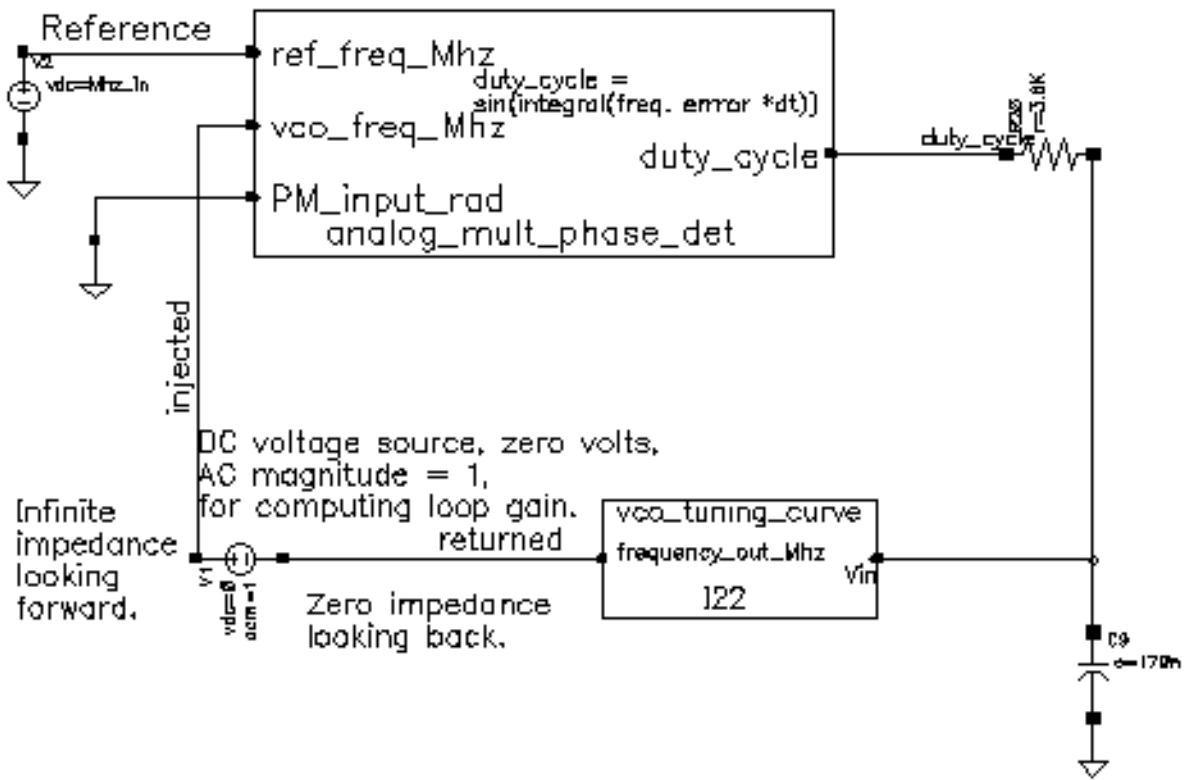 Reference
V2
vdc=Mhz_in
ref_freq_Mhz
duty_cycle =
sin(integral(freq. error *dt))
vco_freq_Mhz
duty_cycle
PM_input_rad
analog_mult_phase_det
duty_cycle
injected
DC voltage source, zero volts,
AC magnitude = 1,
for computing loop gain.
Infinite
impedance
looking
forward.
returned
V1
vdc=0
acm=1
Zero impedance
looking back.
vco_tuning_curve
frequency_out_Mhz
Vin
I22
C9